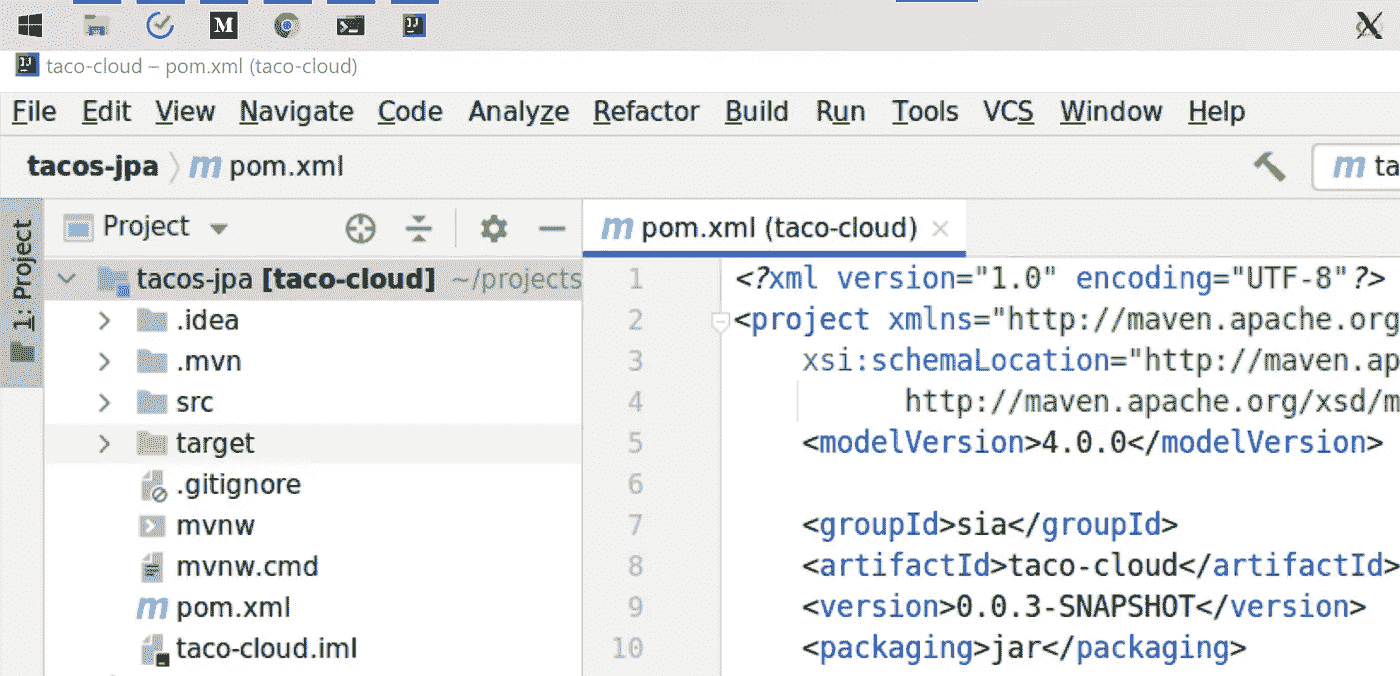 M
taco-cloud – pom.xml (taco-cloud)
File Edit View Navigate Code Analyze Refactor Build Run Tools VCS Window Help
tacos-jpa m pom.xml
m ta
1: Project
Project
m pom.xml (taco-cloud)
tacos-jpa [taco-cloud] ~/projects
.idea
.mvn
src
target
.gitignore
mvnw
mvnw.cmd
m pom.xml
taco-cloud.iml
1 <?xml version="1.0" encoding="UTF-8"?>
2 <project xmlns="http://maven.apache.org
3 xsi:schemaLocation="http://maven.ap
4 http://maven.apache.org/xsd/m
5 <modelVersion>4.0.0</modelVersion>
6
7 <groupId>sia</groupId>
8 <artifactId>taco-cloud</artifactId>
9 <version>0.0.3-SNAPSHOT</version>
10 <packaging>jar</packaging>